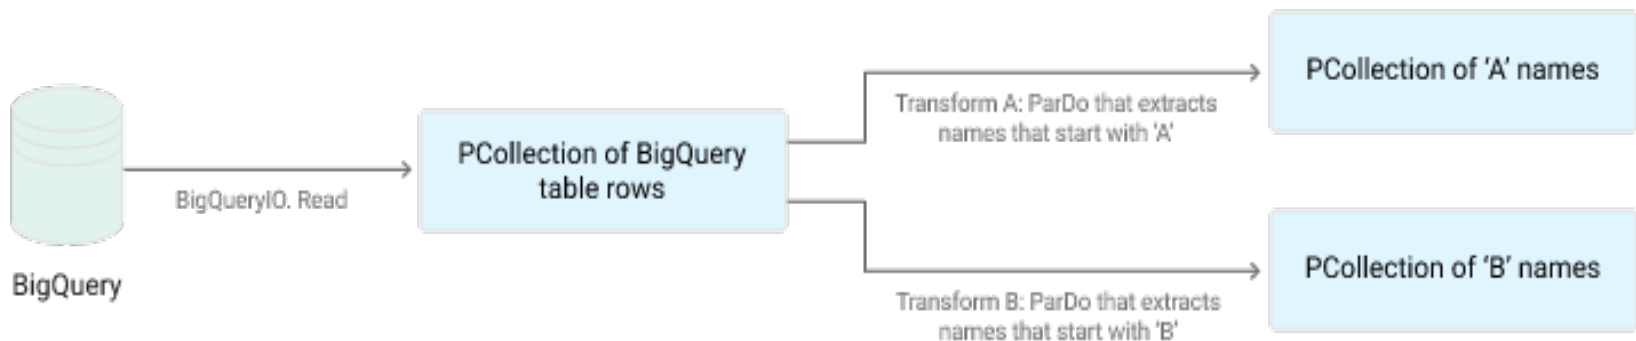 BigQuery
BigQueryIO. Read
PCollection of BigQuery
table rows
Transform A: ParDo that extracts
names that start with ‘A’
PCollection of ‘A’ names
Transform B: ParDo that extracts
names that start with ‘B’
PCollection of ‘B’ names